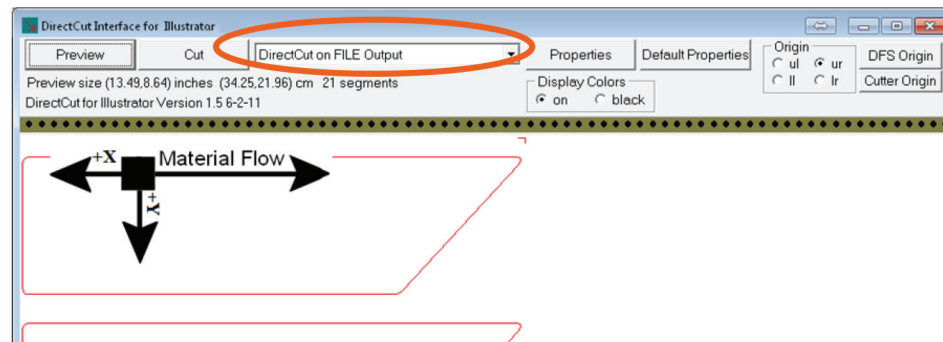 DirectCut Interface for Illustrator
Preview Cut DirectCut on FILE Output Properties Default Properties Origin ul ur ll lr DFS Origin
Preview size (13.49,8.64) inches (34.25,21.96) cm 21 segments Display Colors on black Cutter Origin
DirectCut for Illustrator Version 1.5 6-2-11
+X Material Flow
+Y